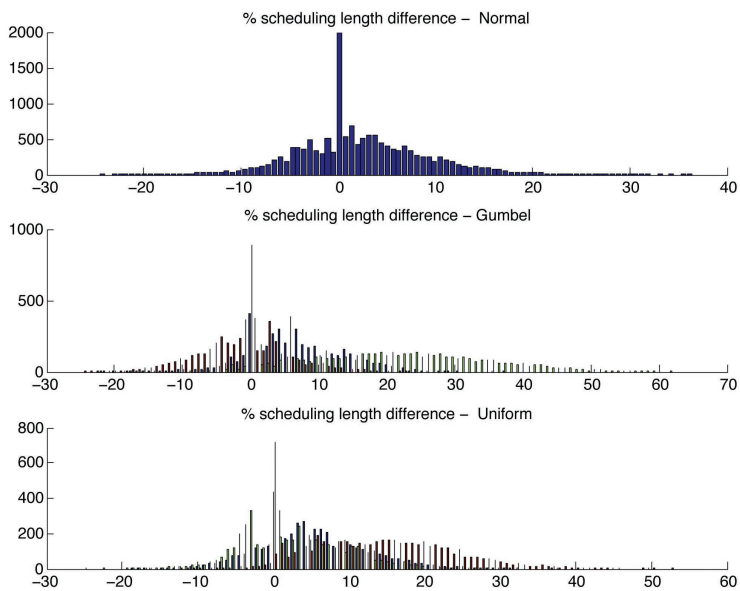 % scheduling length difference – Normal
2000
1500
1000
500
0
−30 −20 −10 0 10 20 30 40
% scheduling length difference – Gumbel
1000
500
0
−30 −20 −10 0 10 20 30 40 50 60 70
% scheduling length difference – Uniform
800
600
400
200
0
−30 −20 −10 0 10 20 30 40 50 60